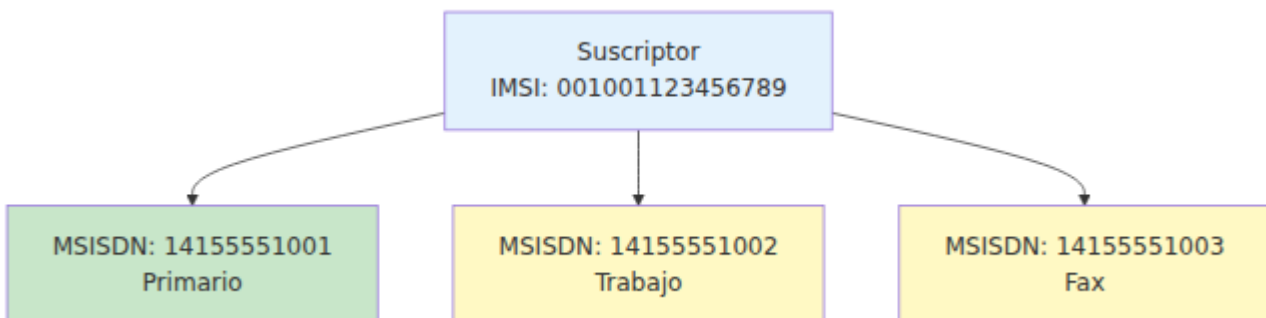 Suscriptor
IMSI: 001001123456789
MSISDN: 14155551001
Primario
MSISDN: 14155551002
Trabajo
MSISDN: 14155551003
Fax